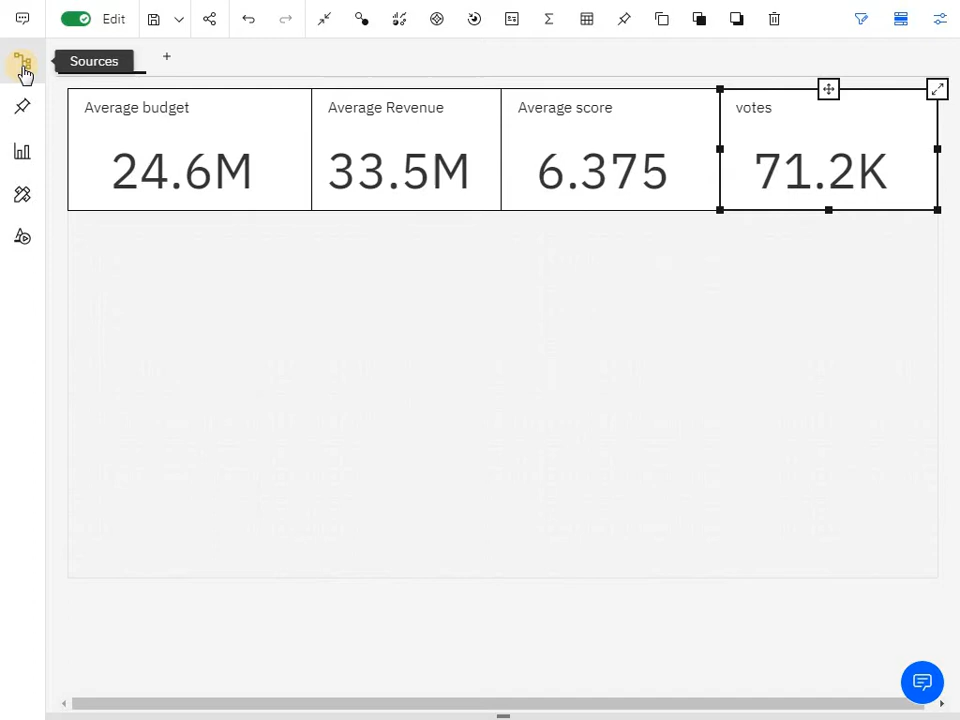 Edit
Sources
Average budget
24.6M
Average Revenue
33.5M
Average score
6.375
votes
71.2K